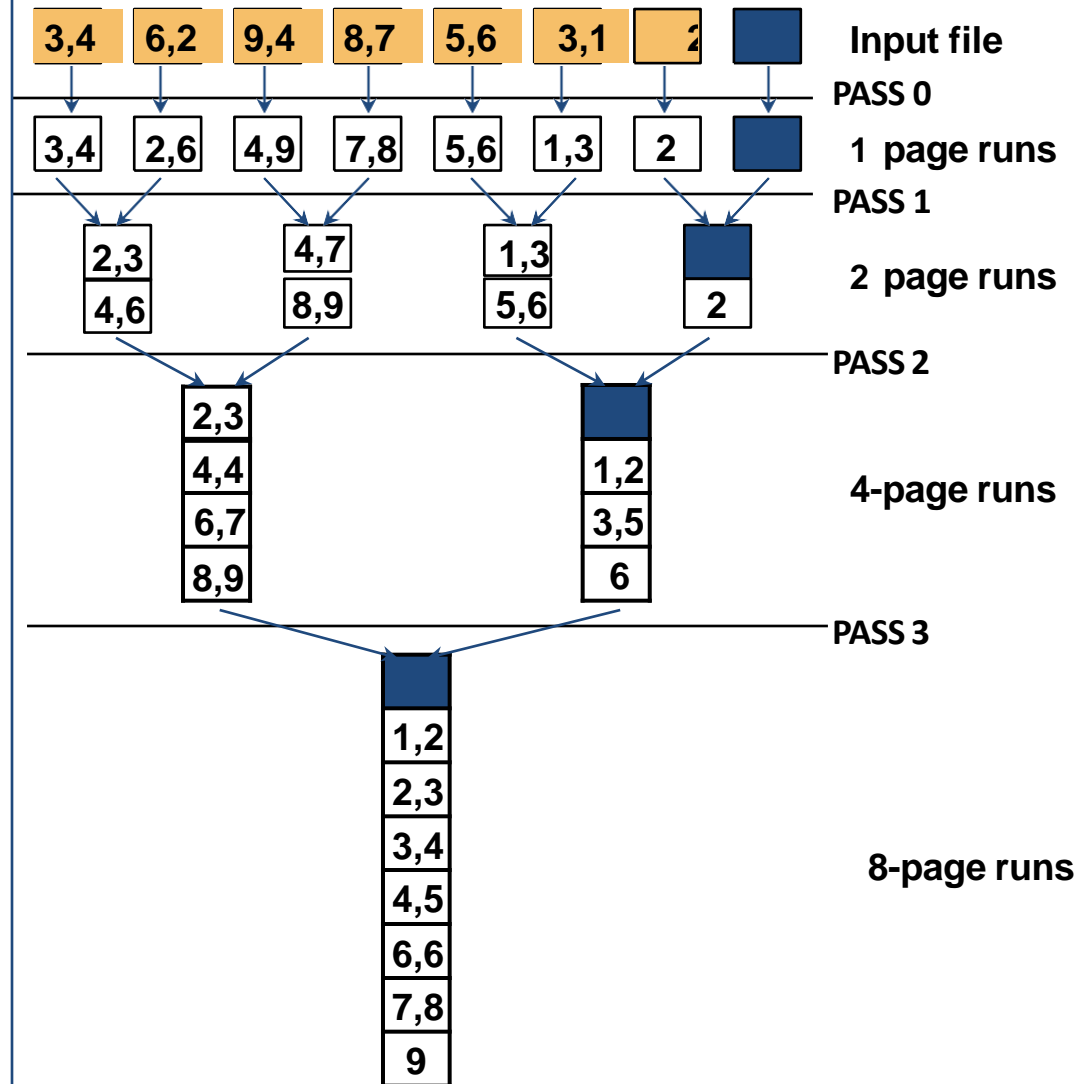 3,4 6,2 9,4 8,7 5,6 3,1 2 Input file
PASS 0
3,4 2,6 4,9 7,8 5,6 1,3 2 1 page runs
PASS 1
2,3 4,7 1,3
2 page runs
4,6 8,9 5,6 2
PASS 2
2,3
4,4 1,2
4-page runs
6,7 3,5
8,9 6
PASS 3
1,2
2,3
3,4
8-page runs
4,5
6,6
7,8
9